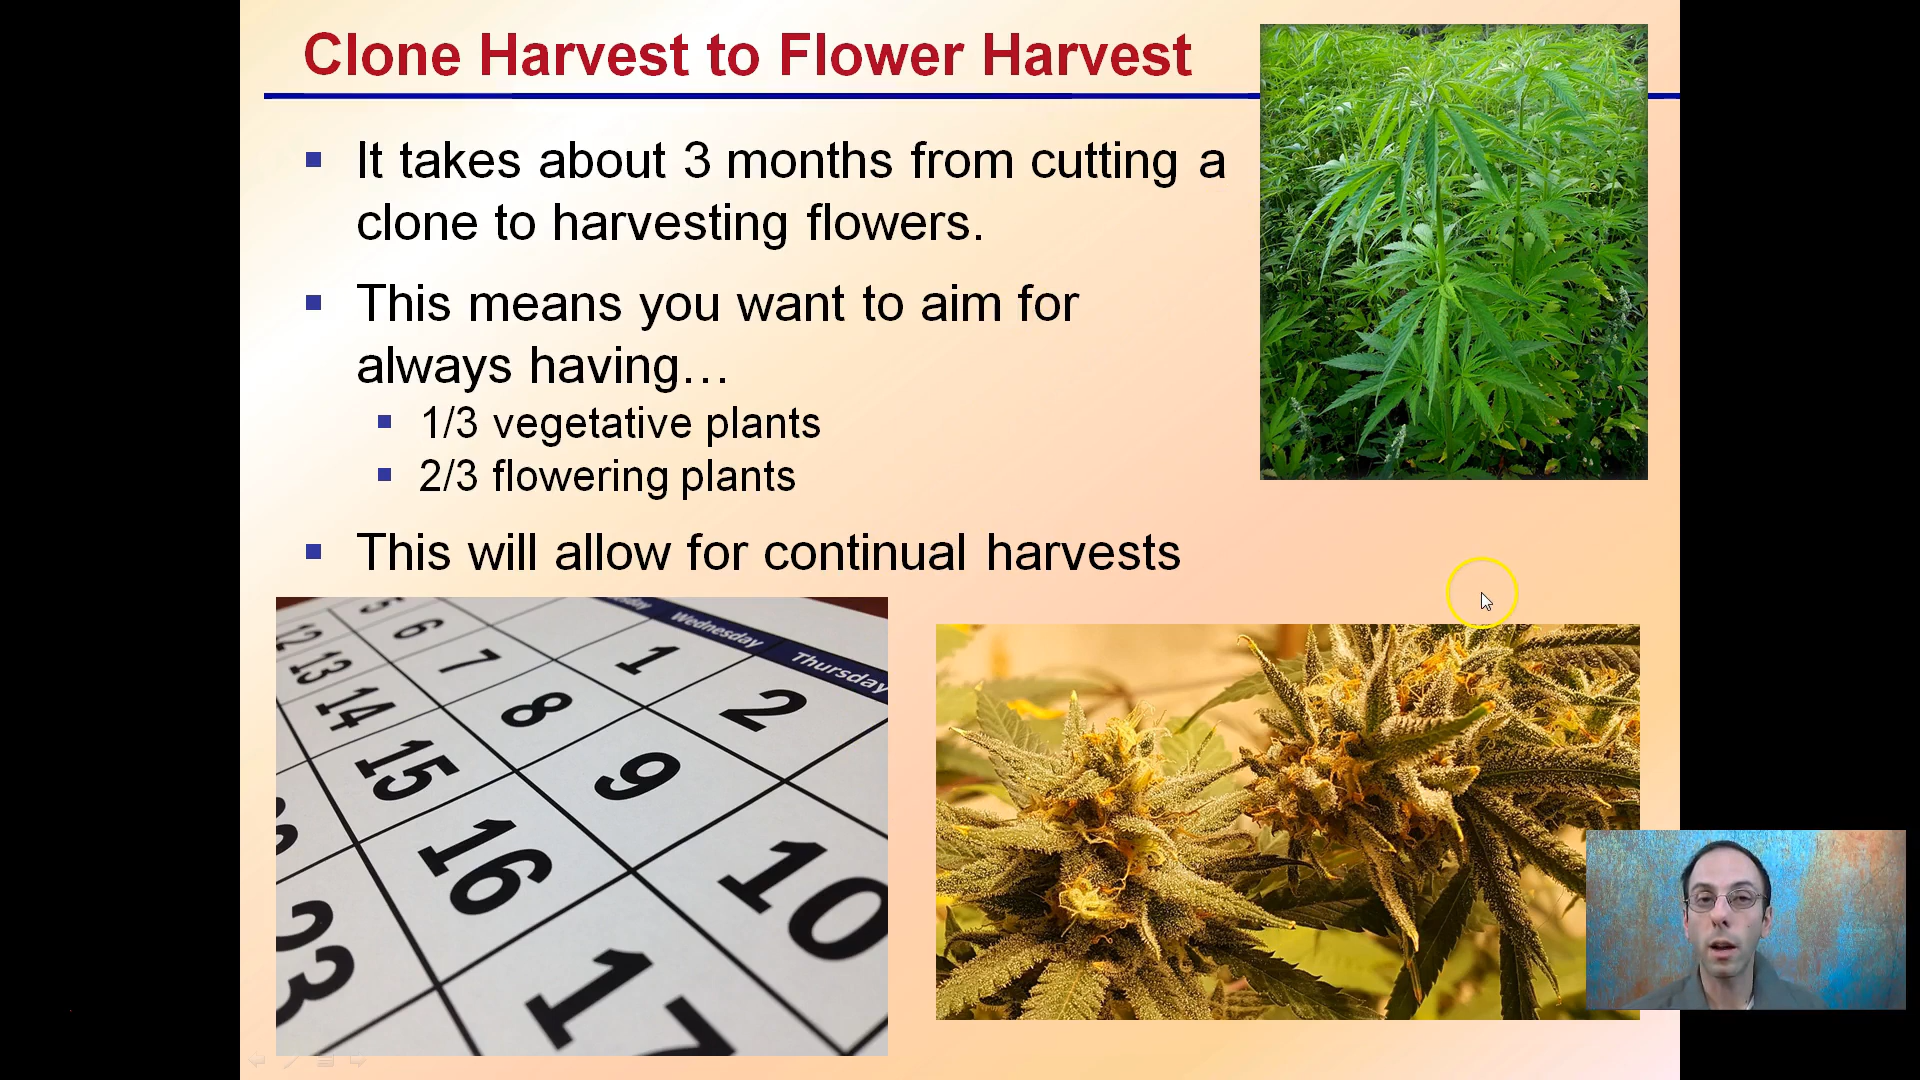 Clone Harvest to Flower Harvest
It takes about 3 months from cutting a
clone to harvesting flowers.
This means you want to aim for
always having…
1/3 vegetative plants
2/3 flowering plants
This will allow for continual harvests
Wednesday
Thursday
5
12 6 1 2
13 7 8 9 10
14 15 16 17
23